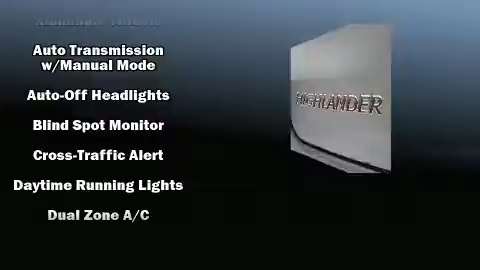 Auto Transmission
w/Manual Mode
Auto-Off Headlights
Blind Spot Monitor
Cross-Traffic Alert
Daytime Running Lights
Dual Zone A/C
HIGHLANDER